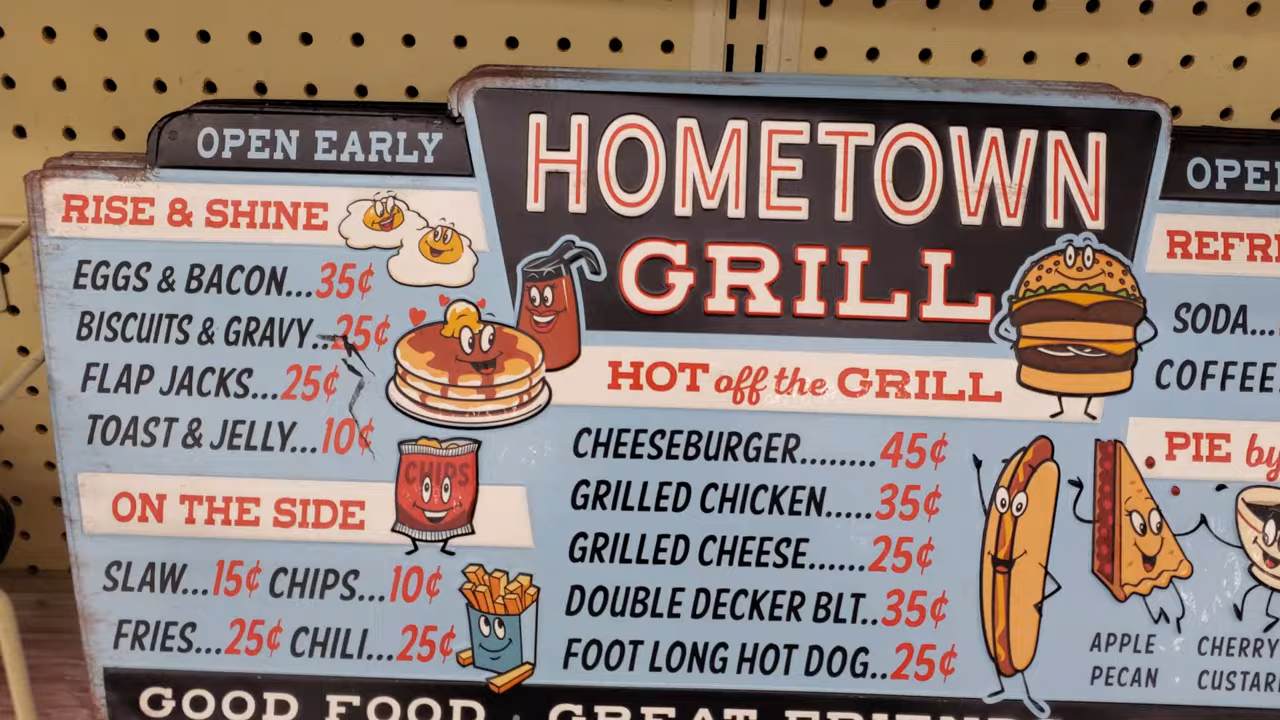 OPEN EARLY
RISE & SHINE
EGGS & BACON...35¢
BISCUITS & GRAVY...25¢
FLAP JACKS...25¢
TOAST & JELLY...10¢
ON THE SIDE
CHIPS
SLAW...15¢ CHIPS...10¢
FRIES...25¢ CHILI...25¢
HOMETOWN
GRILL
HOT off the GRILL
CHEESEBURGER........45¢
GRILLED CHICKEN.....35¢
GRILLED CHEESE......25¢
DOUBLE DECKER BLT..35¢
FOOT LONG HOT DOG..25¢
SODA...
COFFEE
PIE by
APPLE CHERRY
PECAN
GOOD FOOD · GREAT